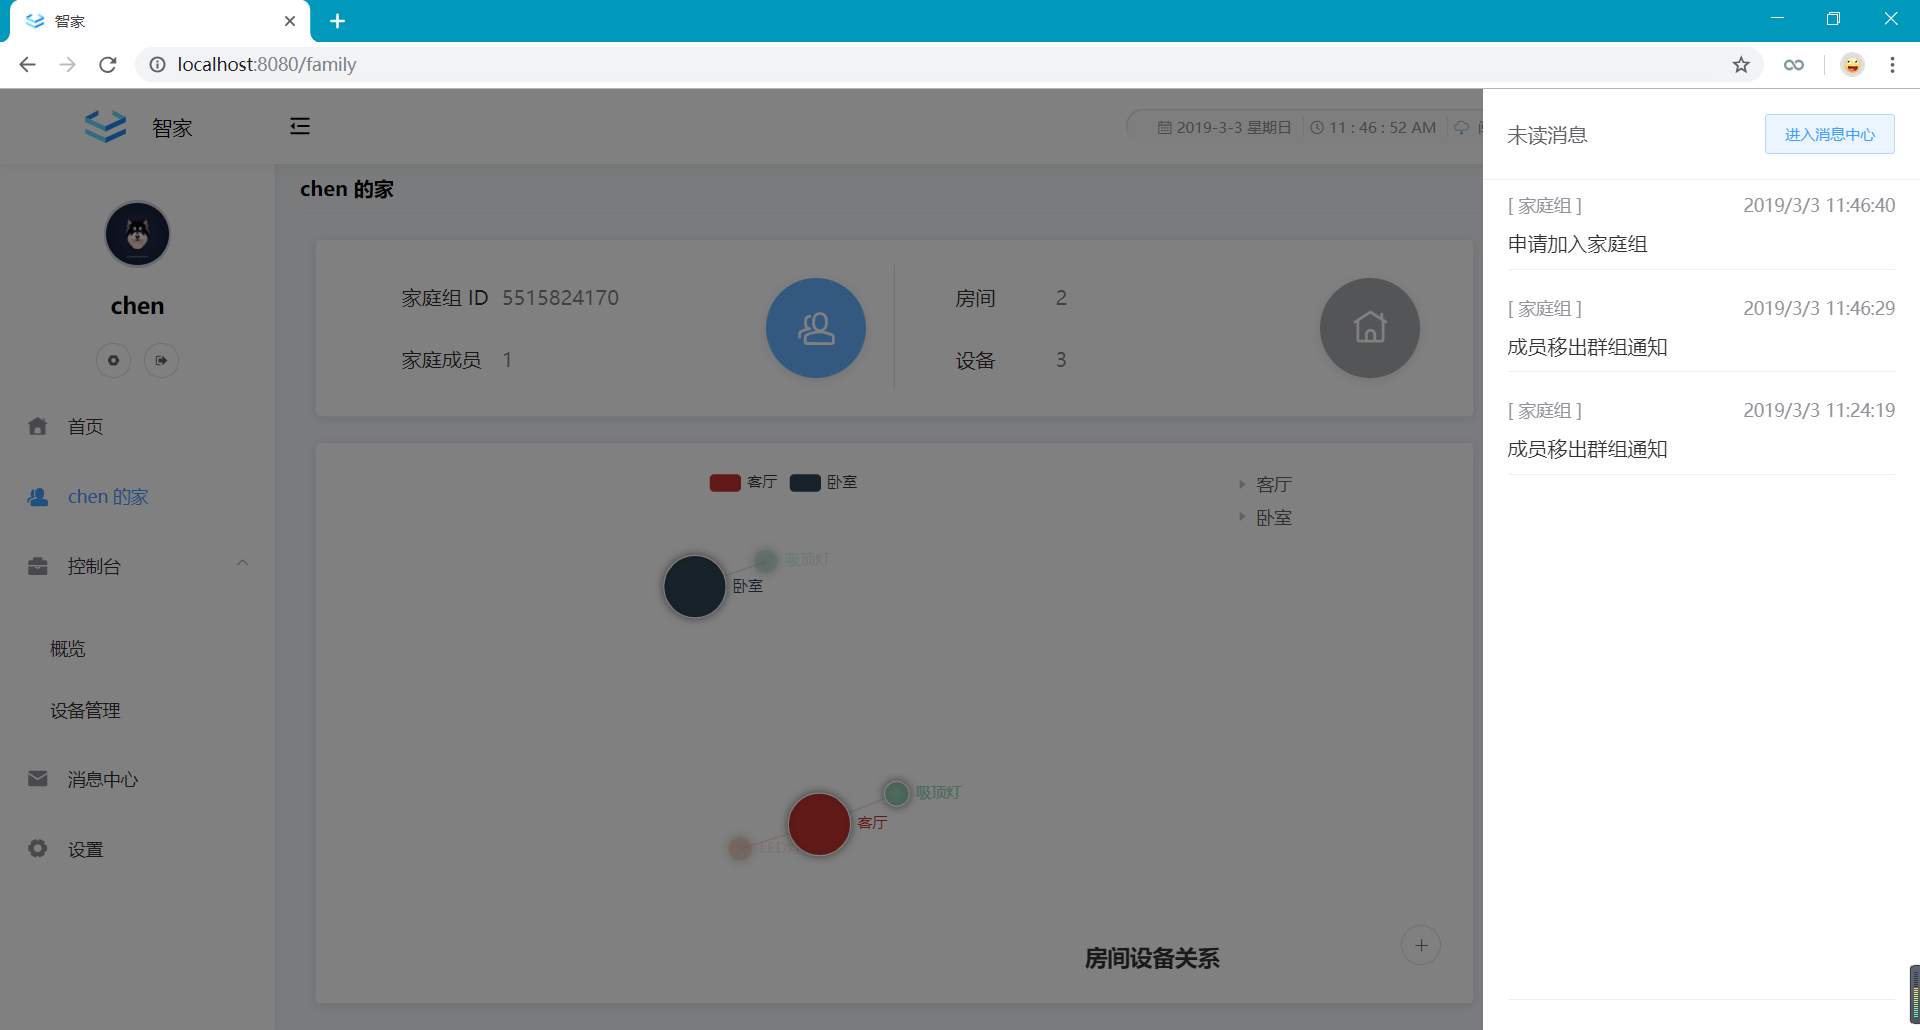 智家
localhost:8080/family
智家
2019-3-3 星期日
11 : 46 : 52 AM
chen
首页
chen 的家
控制台
概览
设备管理
消息中心
设置
chen 的家
家庭组 ID 5515824170
家庭成员 1
房间 2
设备 3
客厅 卧室
客厅
卧室
吸顶灯
卧室
吸顶灯
客厅
LED
房间设备关系
未读消息
进入消息中心
[ 家庭组 ] 2019/3/3 11:46:40
申请加入家庭组
[ 家庭组 ] 2019/3/3 11:46:29
成员移出群组通知
[ 家庭组 ] 2019/3/3 11:24:19
成员移出群组通知